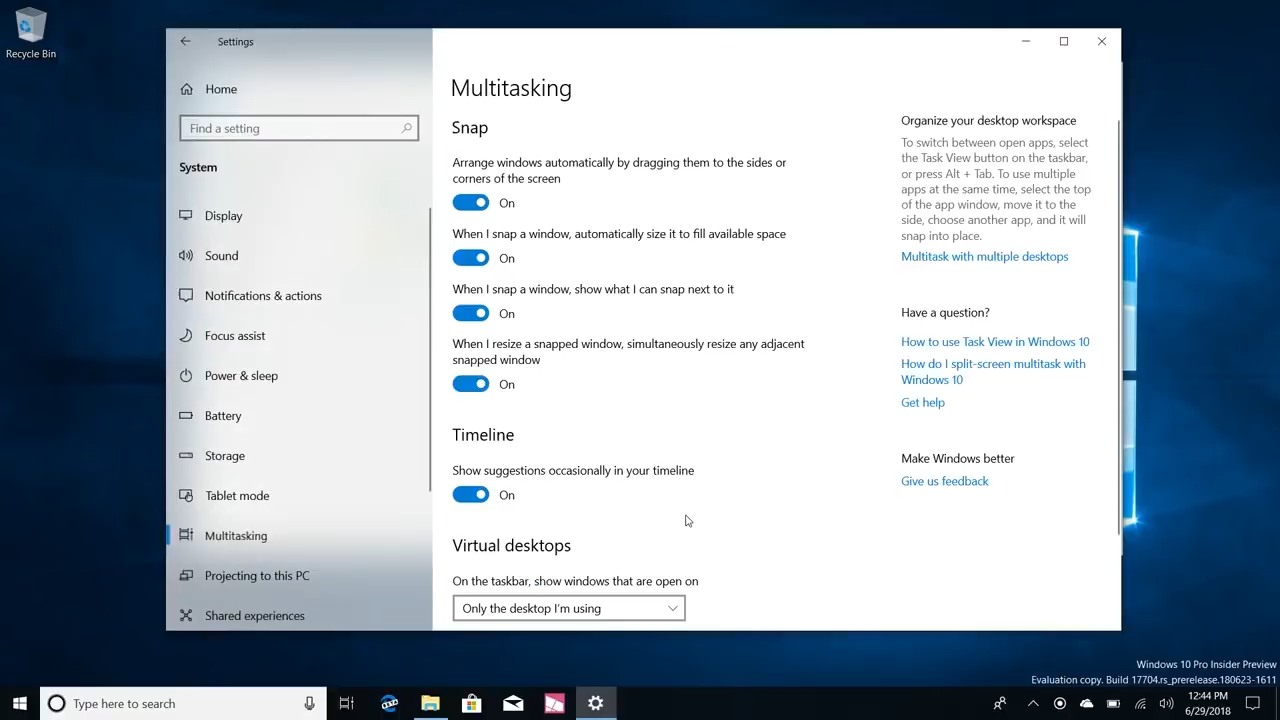 Recycle Bin
Settings
Home
Find a setting
System
Display
Sound
Notifications & actions
Focus assist
Power & sleep
Battery
Storage
Tablet mode
Multitasking
Projecting to this PC
Shared experiences
Multitasking
Snap
Arrange windows automatically by dragging them to the sides or
corners of the screen
On
When I snap a window, automatically size it to fill available space
On
When I snap a window, show what I can snap next to it
On
When I resize a snapped window, simultaneously resize any adjacent
snapped window
On
Timeline
Show suggestions occasionally in your timeline
On
Virtual desktops
On the taskbar, show windows that are open on
Only the desktop I'm using
Organize your desktop workspace
To switch between open apps, select
the Task View button on the taskbar,
or press Alt + Tab. To use multiple
apps at the same time, select the top
of the app window, move it to the
side, choose another app, and it will
snap into place.
Multitask with multiple desktops
Have a question?
How to use Task View in Windows 10
How do I split-screen multitask with
Windows 10
Get help
Make Windows better
Give us feedback
Windows 10 Pro Insider Preview
Evaluation copy. Build 17704.rs_prerelease.180623-1611
Type here to search
12:44 PM
6/29/2018